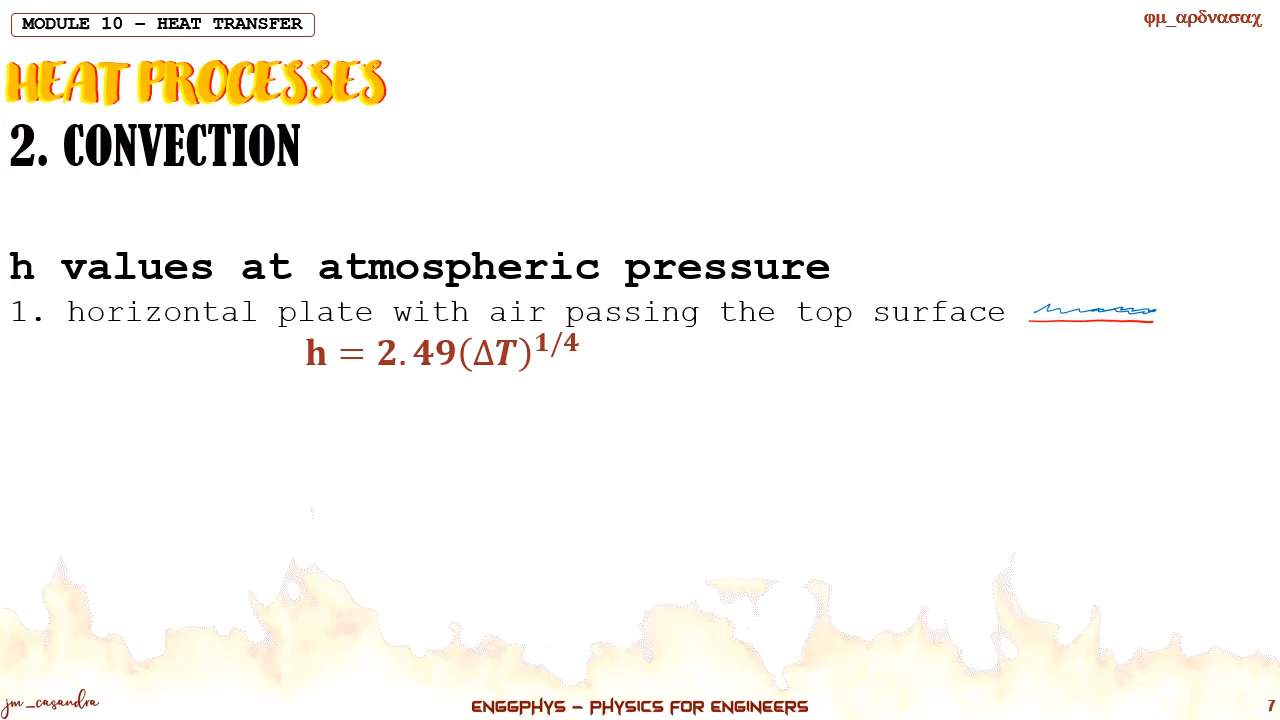 MODULE 10 – HEAT TRANSFER
φμ_αρδνασαχ
HEAT PROCESSES
2. CONVECTION
h values at atmospheric pressure
1. horizontal plate with air passing the top surface
h = 2.49(ΔT)^{1/4}
jm_casandra
ENGGPHYS – PHYSICS FOR ENGINEERS
7